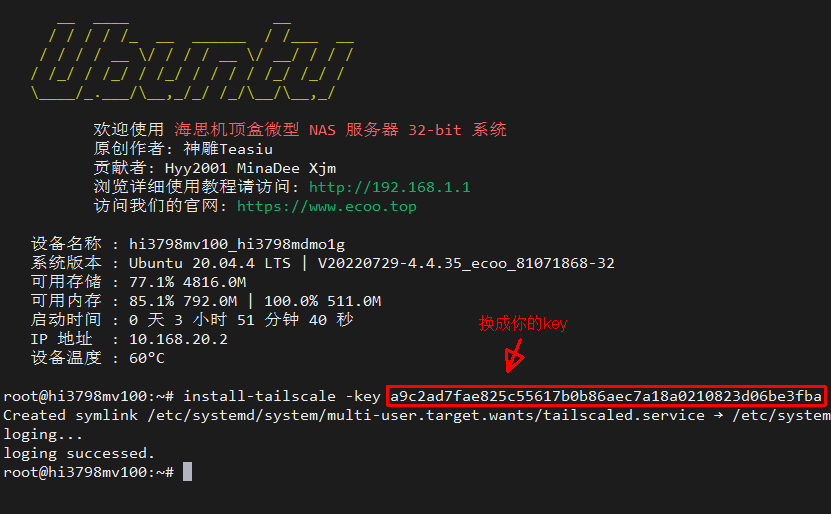 Ubuntu
欢迎使用 海思机顶盒微型 NAS 服务器 32-bit 系统
原创作者: 神雕Teasiu
贡献者: Hyy2001 MinaDee Xjm
浏览详细使用教程请访问: http://192.168.1.1
访问我们的官网: https://www.ecoo.top
设备名称 : hi3798mv100_hi3798mdmo1g
系统版本 : Ubuntu 20.04.4 LTS | V20220729-4.4.35_ecoo_81071868-32
可用存储 : 77.1% 4816.0M
可用内存 : 85.1% 792.0M | 100.0% 511.0M
启动时间 : 0 天 3 小时 51 分钟 40 秒
IP 地址 : 10.168.20.2
设备温度 : 60°C
换成你的key
root@hi3798mv100:~# install-tailscale -key a9c2ad7fae825c55617b0b86aec7a18a0210823d06be3fba
Created symlink /etc/systemd/system/multi-user.target.wants/tailscaled.service → /etc/system
loging...
loging successed.
root@hi3798mv100:~#